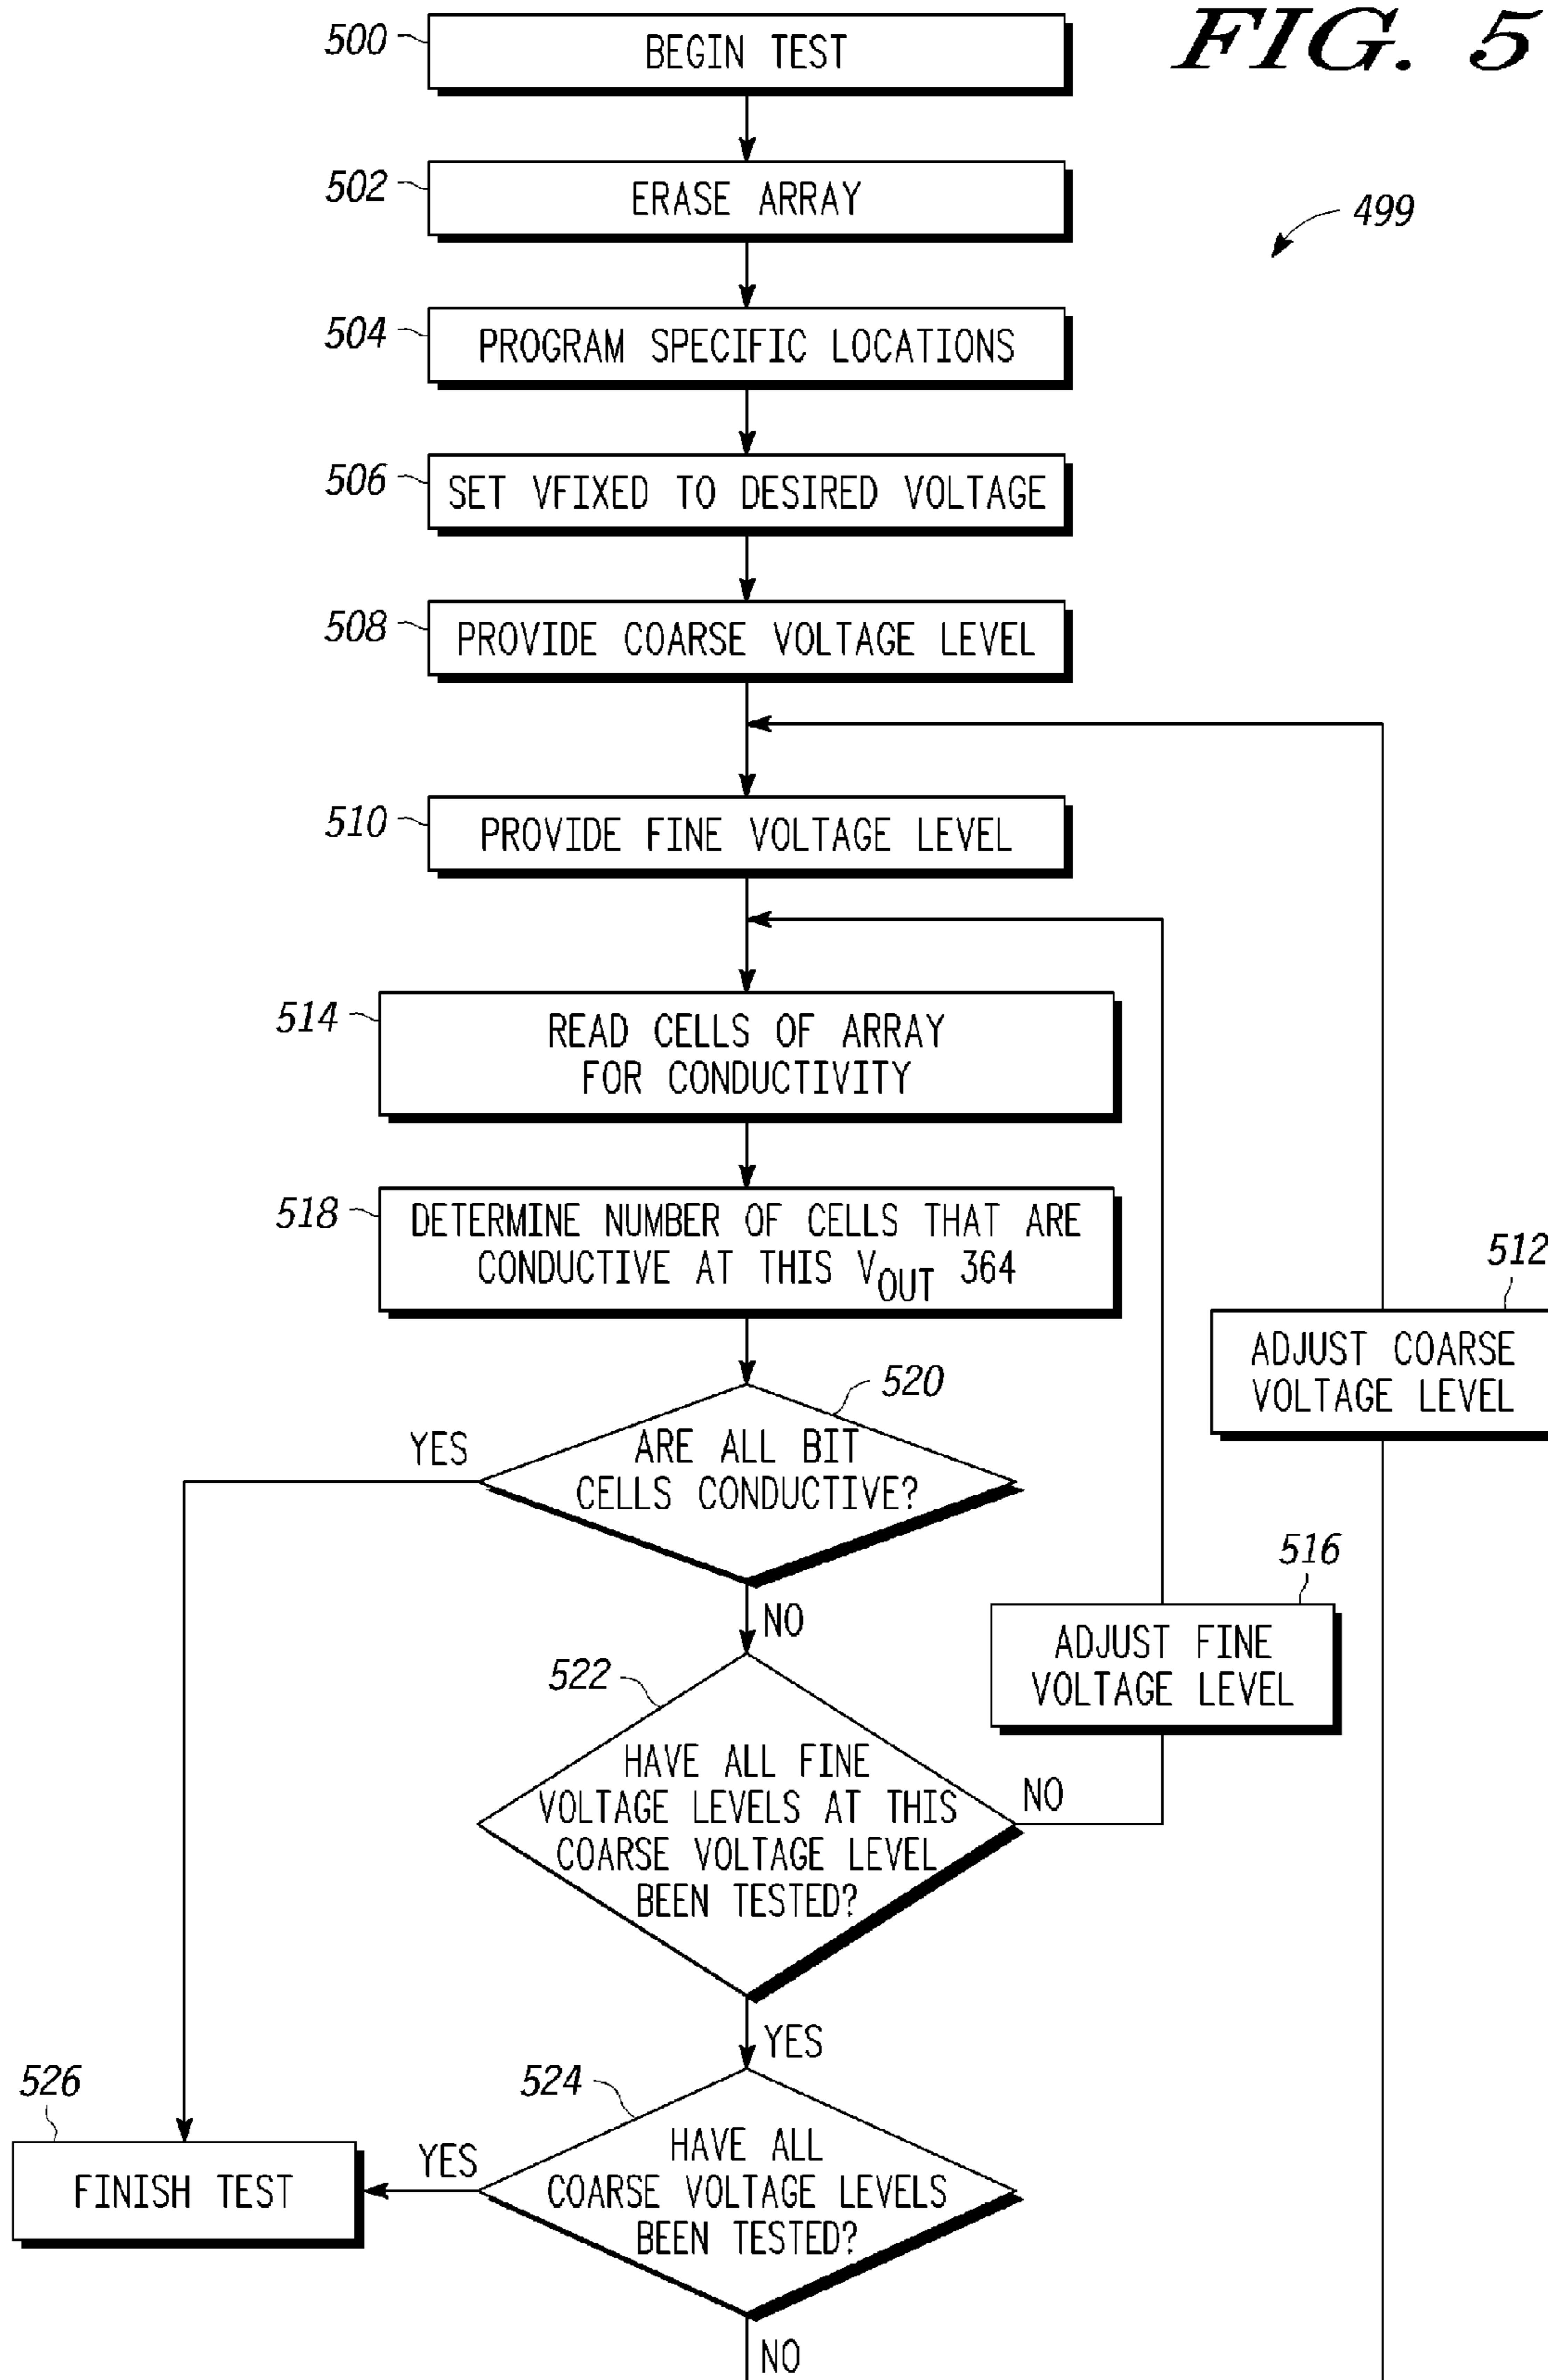 FIG. 5
500
BEGIN TEST
502
ERASE ARRAY
499
504
PROGRAM SPECIFIC LOCATIONS
506
SET VFIXED TO DESIRED VOLTAGE
508
PROVIDE COARSE VOLTAGE LEVEL
510
PROVIDE FINE VOLTAGE LEVEL
514
READ CELLS OF ARRAY
FOR CONDUCTIVITY
518
DETERMINE NUMBER OF CELLS THAT ARE
CONDUCTIVE AT THIS VOUT 364
512
ADJUST COARSE
VOLTAGE LEVEL
520
YES
ARE ALL BIT
CELLS CONDUCTIVE?
NO
516
ADJUST FINE
VOLTAGE LEVEL
522
HAVE ALL FINE
VOLTAGE LEVELS AT THIS
COARSE VOLTAGE LEVEL
BEEN TESTED?
NO
YES
526
FINISH TEST
524
YES
HAVE ALL
COARSE VOLTAGE LEVELS
BEEN TESTED?
NO